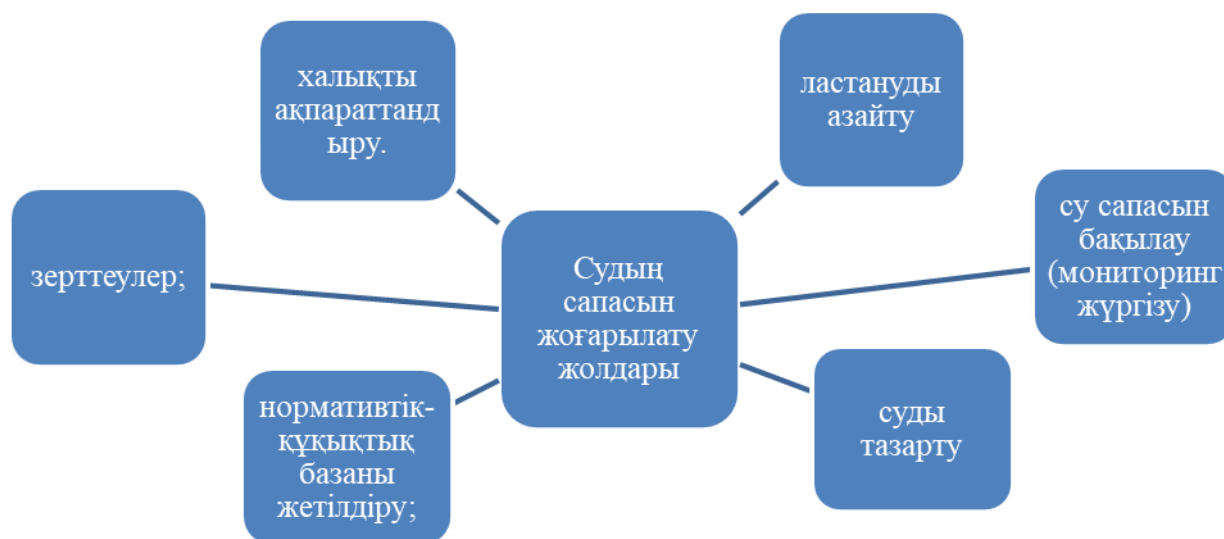 халықты
ақпараттанд
ыру.
ластануды
азайту
су сапасын
бақылау
(мониторинг
жүргізу)
зерттеулер;
Судың
сапасын
жоғарылату
жолдары
нормативтік-
құқықтық
базаны
жетілдіру;
суды
тазарту